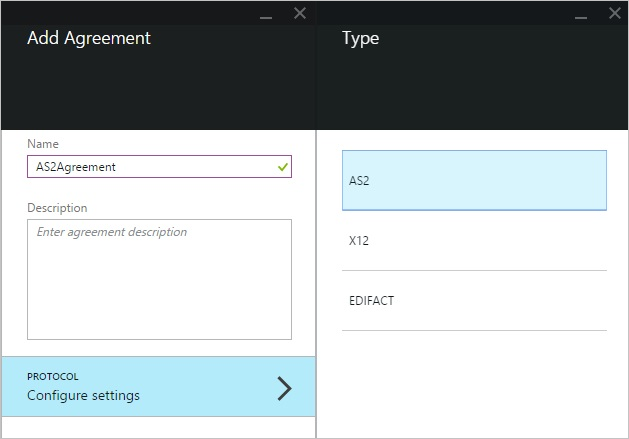 Add Agreement
Name
AS2Agreement
Description
Enter agreement description
PROTOCOL
Configure settings
Type
AS2
X12
EDIFACT